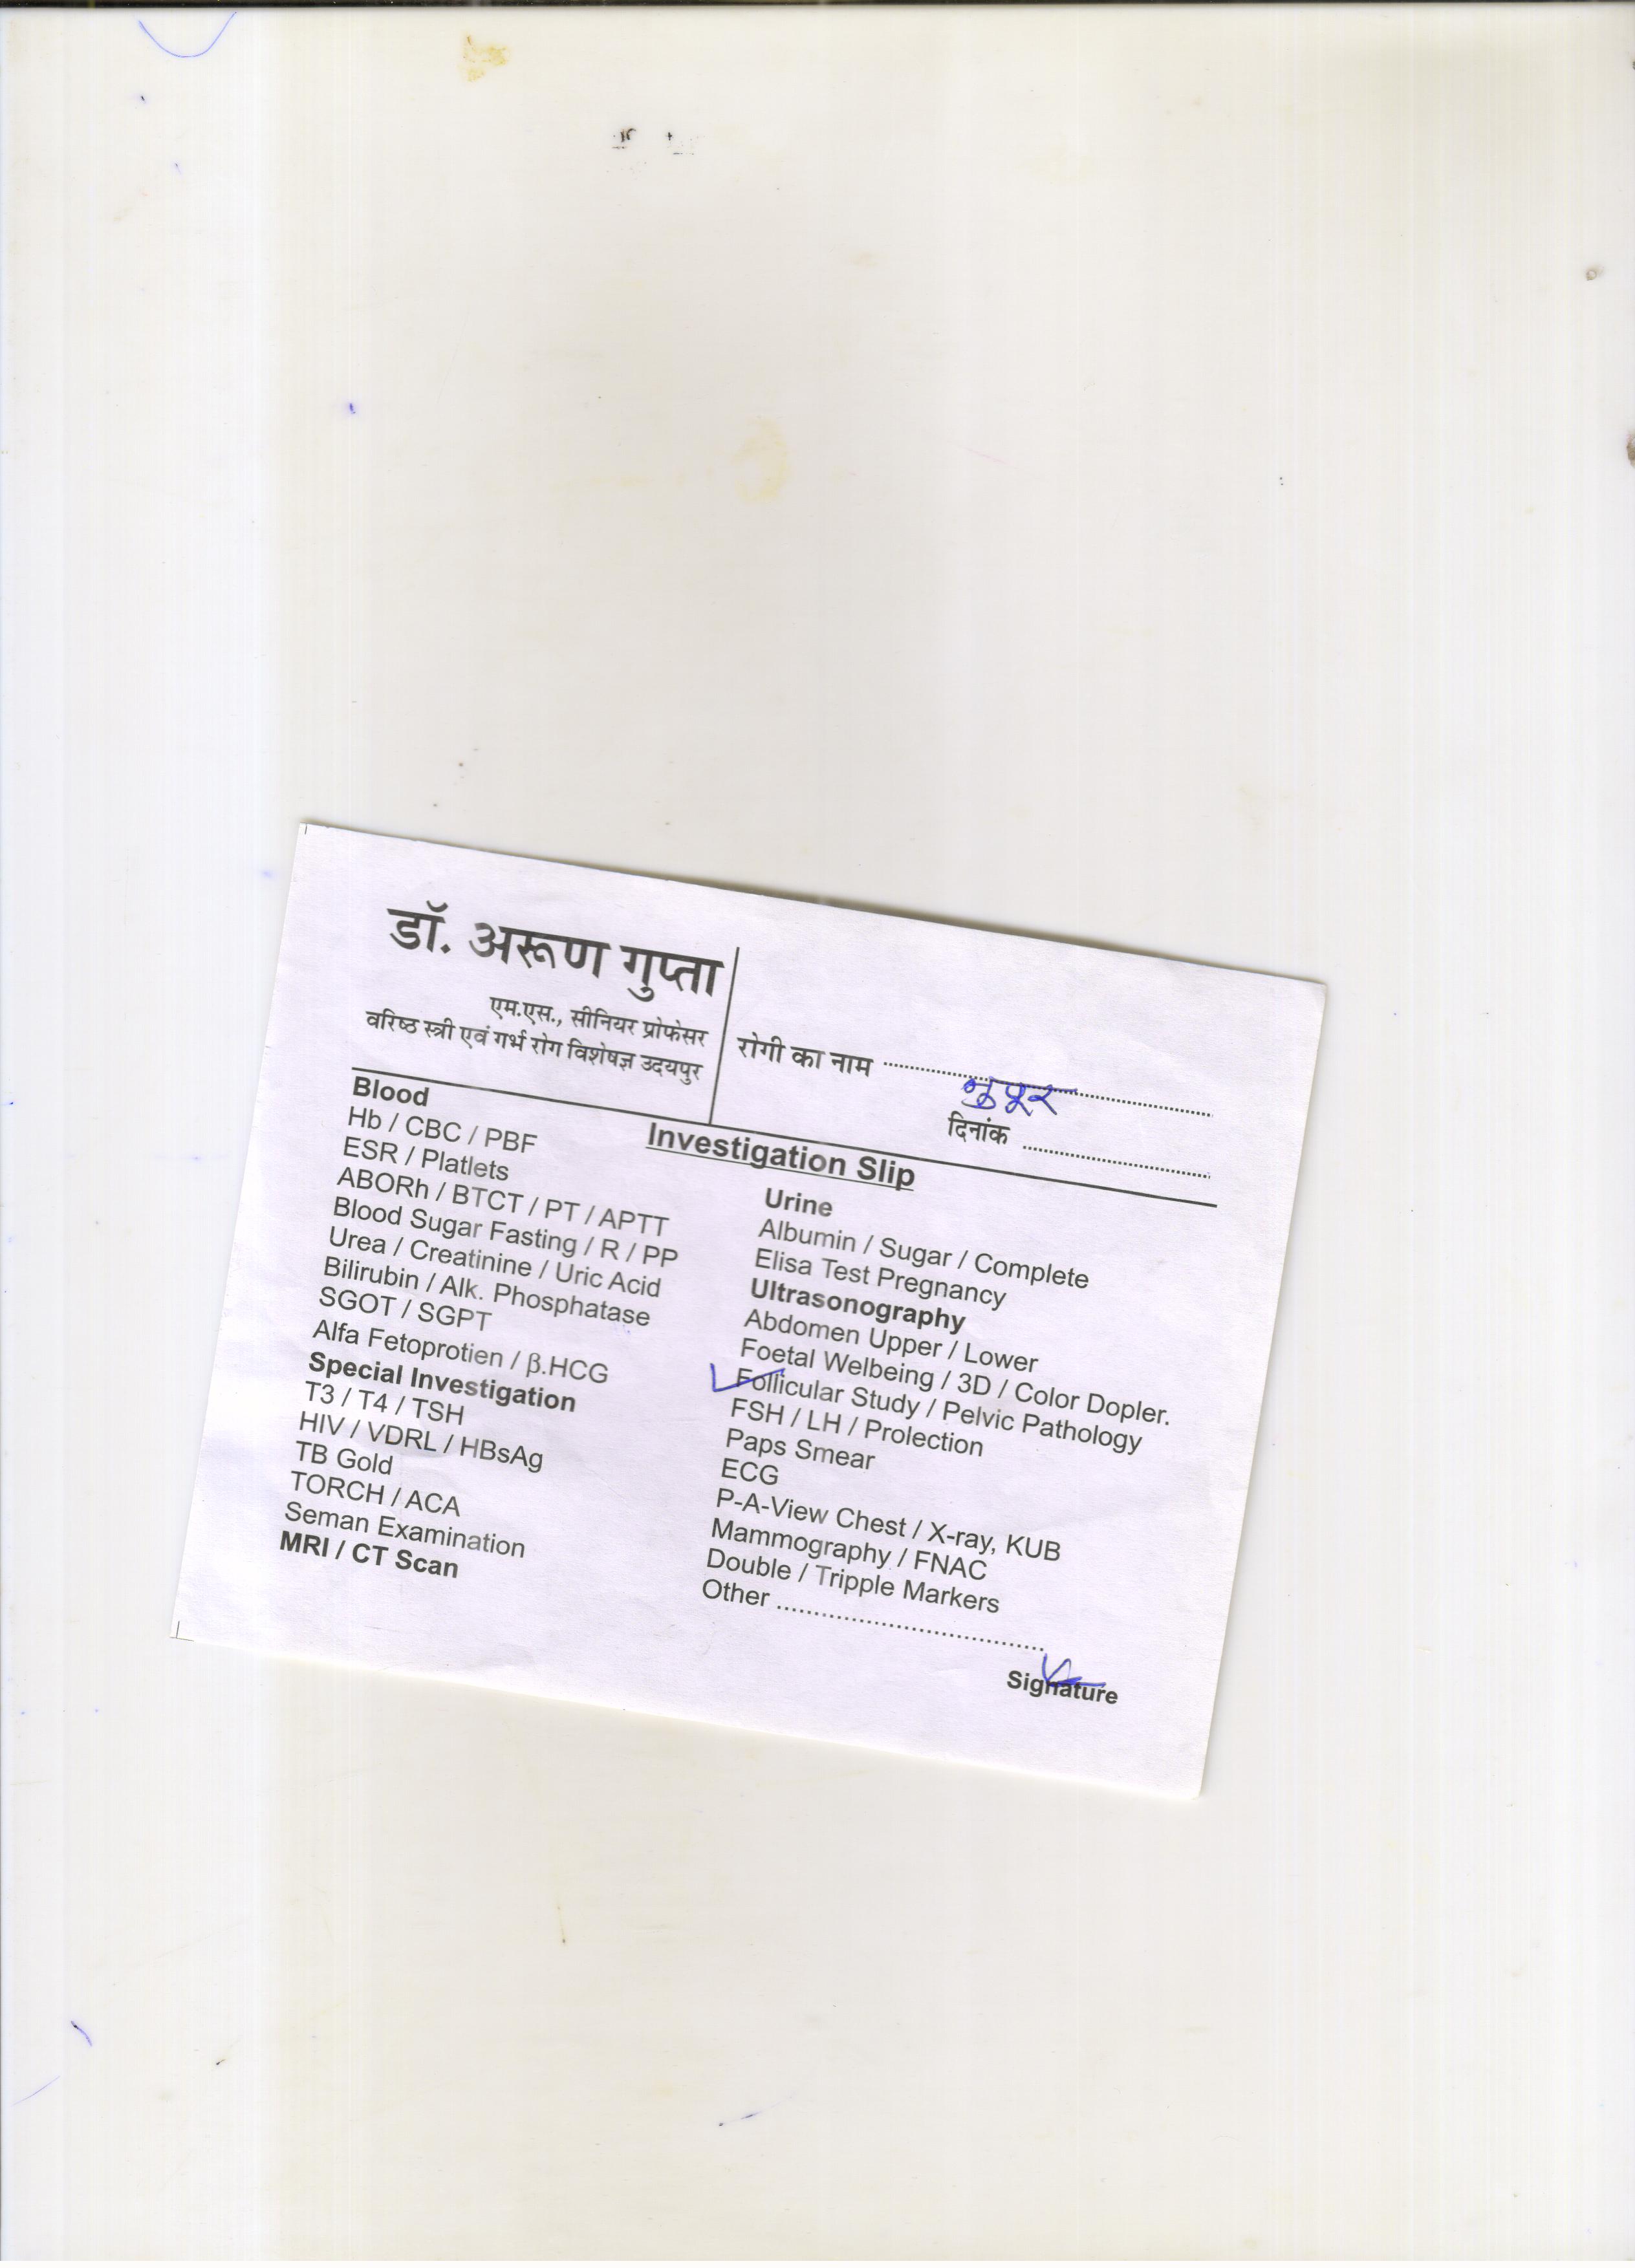 डॉ. अरूण गुप्ता
एम.एस., सीनियर प्रोफेसर
वरिष्ठ स्त्री एवं गर्भ रोग विशेषज्ञ उदयपुर
रोगी का नाम नुपूर
दिनांक
Investigation Slip
Blood
Hb / CBC / PBF
ESR / Platlets
ABORh / BTCT / PT / APTT
Blood Sugar Fasting / R / PP
Urea / Creatinine / Uric Acid
Bilirubin / Alk. Phosphatase
SGOT / SGPT
Alfa Fetoprotien / β.HCG
Special Investigation
T3 / T4 / TSH
HIV / VDRL / HBsAg
TB Gold
TORCH / ACA
Seman Examination
MRI / CT Scan
Urine
Albumin / Sugar / Complete
Elisa Test Pregnancy
Ultrasonography
Abdomen Upper / Lower
Foetal Welbeing / 3D / Color Dopler.
Follicular Study / Pelvic Pathology
FSH / LH / Prolection
Paps Smear
ECG
P-A-View Chest / X-ray, KUB
Mammography / FNAC
Double / Tripple Markers
Other ....................................
Signature